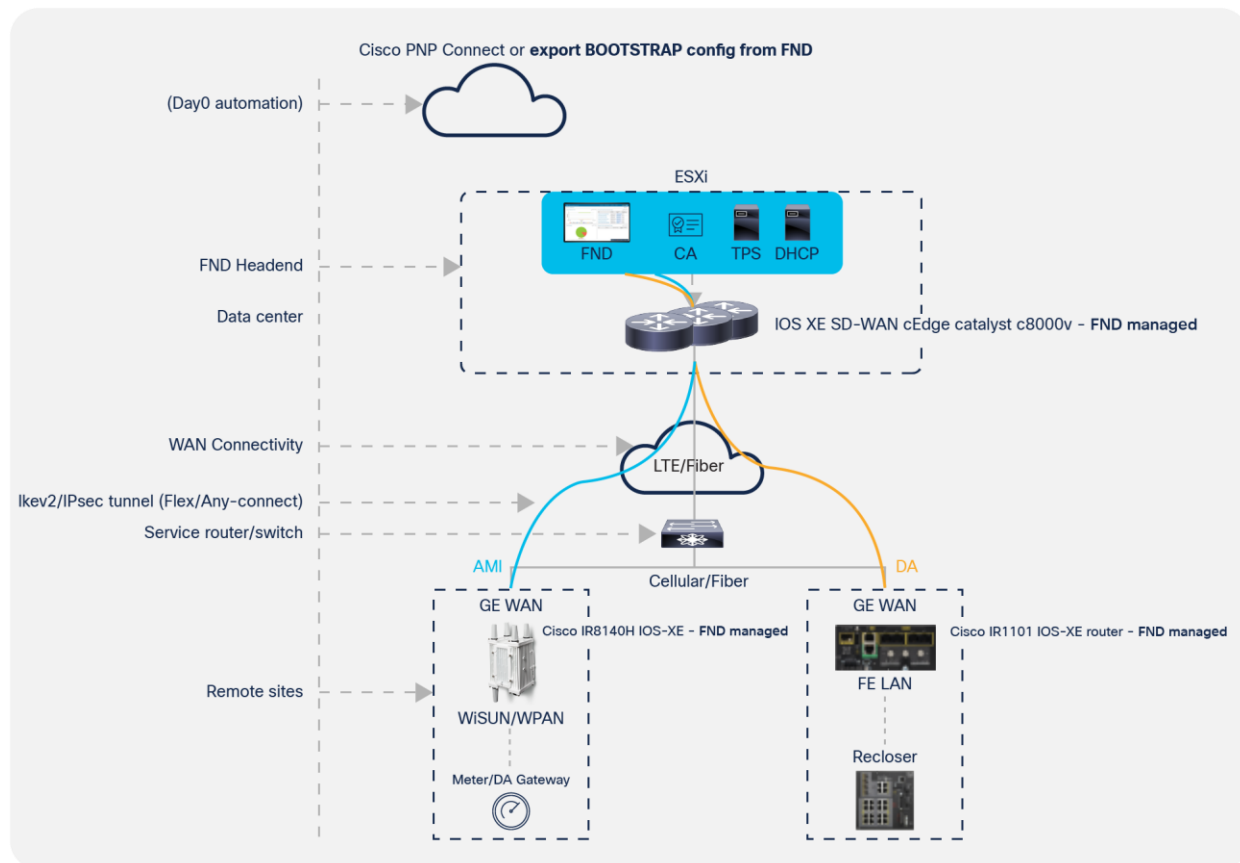 Cisco PNP Connect or export BOOTSTRAP config from FND
(Day0 automation)
ESXi
FND
CA
TPS
DHCP
FND Headend
Data center
IOS XE SD-WAN cEdge catalyst c8000v - FND managed
WAN Connectivity
LTE/Fiber
Ikev2/IPsec tunnel (Flex/Any-connect)
Service router/switch
AMI
Cellular/Fiber
DA
GE WAN
Cisco IR8140H IOS-XE - FND managed
WiSUN/WPAN
Meter/DA Gateway
GE WAN
Cisco IR1101 IOS-XE router - FND managed
FE LAN
Recloser
Remote sites